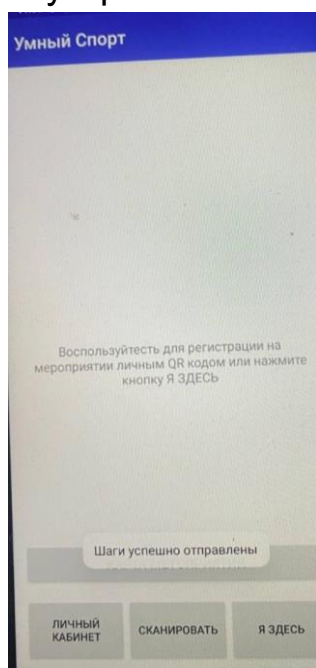 Умный Спорт
Воспользуйтесть для регистрации на
мероприятии личным QR кодом или нажмите
кнопку Я ЗДЕСЬ
Шаги успешно отправлены
ЛИЧНЫЙ
КАБИНЕТ
СКАНИРОВАТЬ
Я ЗДЕСЬ